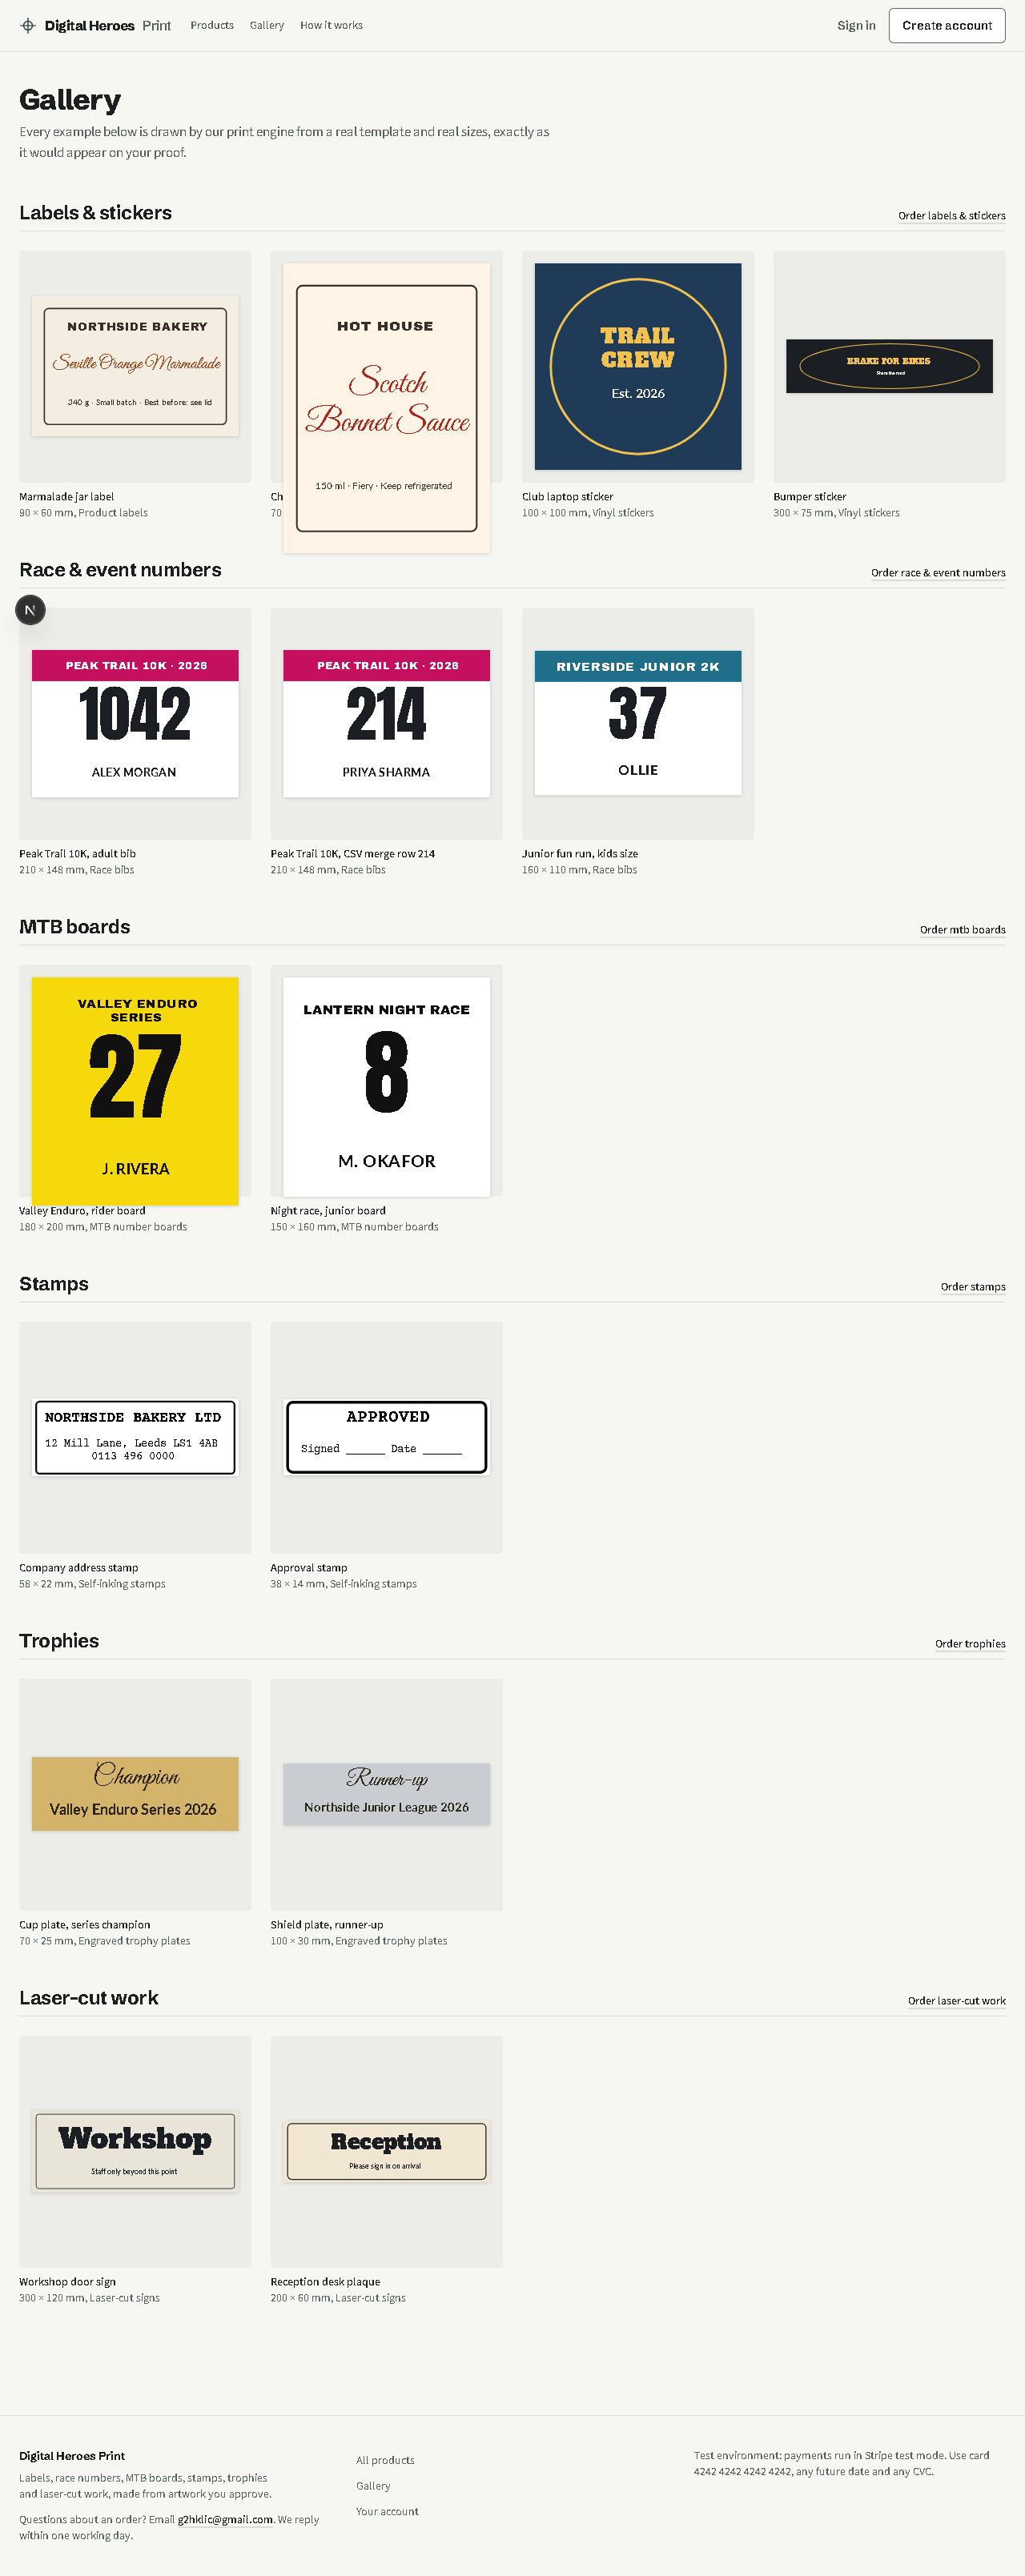 Digital Heroes Print
Products
Gallery
How it works
Sign in
Create account
Gallery
Every example below is drawn by our print engine from a real template and real sizes, exactly as
it would appear on your proof.
Labels & stickers
Order labels & stickers
NORTHSIDE BAKERY
Seville Orange Marmalade
340 g · Small batch · Best before: see lid
Marmalade jar label
90 × 60 mm, Product labels
HOT HOUSE
Scotch
Bonnet Sauce
150 ml · Fiery · Keep refrigerated
Ch
70
TRAIL
CREW
Est. 2026
Club laptop sticker
100 × 100 mm, Vinyl stickers
BRAKE FOR BIKES
Share the road
Bumper sticker
300 × 75 mm, Vinyl stickers
Race & event numbers
Order race & event numbers
N
PEAK TRAIL 10K · 2026
1042
ALEX MORGAN
Peak Trail 10K, adult bib
210 × 148 mm, Race bibs
PEAK TRAIL 10K · 2026
214
PRIYA SHARMA
Peak Trail 10K, CSV merge row 214
210 × 148 mm, Race bibs
RIVERSIDE JUNIOR 2K
37
OLLIE
Junior fun run, kids size
160 × 110 mm, Race bibs
MTB boards
Order mtb boards
VALLEY ENDURO
SERIES
27
J. RIVERA
Valley Enduro, rider board
180 × 200 mm, MTB number boards
LANTERN NIGHT RACE
8
M. OKAFOR
Night race, junior board
150 × 160 mm, MTB number boards
Stamps
Order stamps
NORTHSIDE BAKERY LTD
12 Mill Lane, Leeds LS1 4AB
0113 496 0000
Company address stamp
58 × 22 mm, Self-inking stamps
APPROVED
Signed ______ Date ______
Approval stamp
38 × 14 mm, Self-inking stamps
Trophies
Order trophies
Champion
Valley Enduro Series 2026
Cup plate, series champion
70 × 25 mm, Engraved trophy plates
Runner-up
Northside Junior League 2026
Shield plate, runner-up
100 × 30 mm, Engraved trophy plates
Laser-cut work
Order laser-cut work
Workshop
Staff only beyond this point
Workshop door sign
300 × 120 mm, Laser-cut signs
Reception
Please sign in on arrival
Reception desk plaque
200 × 60 mm, Laser-cut signs
Digital Heroes Print
Labels, race numbers, MTB boards, stamps, trophies
and laser-cut work, made from artwork you approve.
Questions about an order? Email g2hklic@gmail.com. We reply
within one working day.
All products
Gallery
Your account
Test environment: payments run in Stripe test mode. Use card
4242 4242 4242 4242, any future date and any CVC.